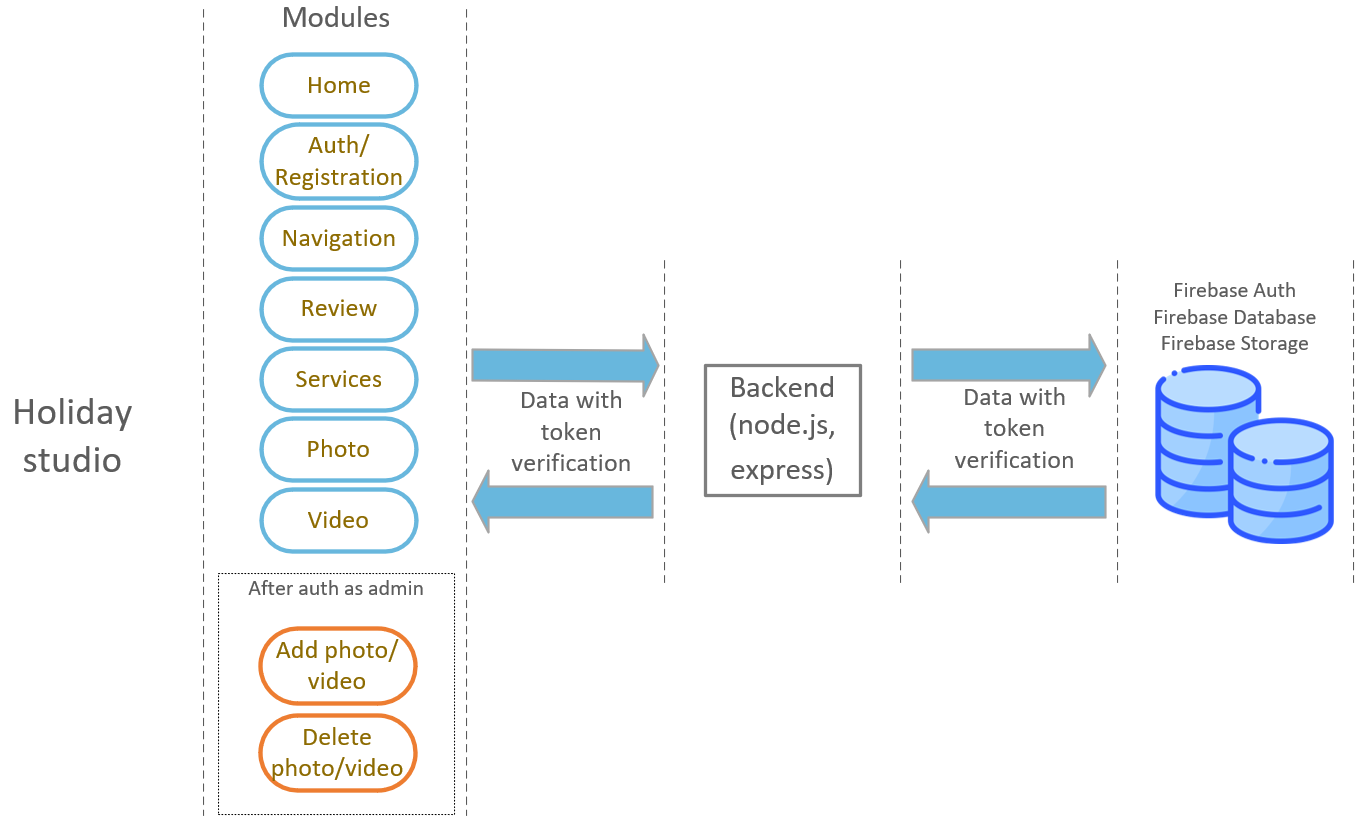 Holiday
studio
Modules
Home
Auth/
Registration
Navigation
Review
Services
Photo
Video
After auth as admin
Add photo/
video
Delete
photo/video
Data with
token
verification
Backend
(node.js,
express)
Data with
token
verification
Firebase Auth
Firebase Database
Firebase Storage